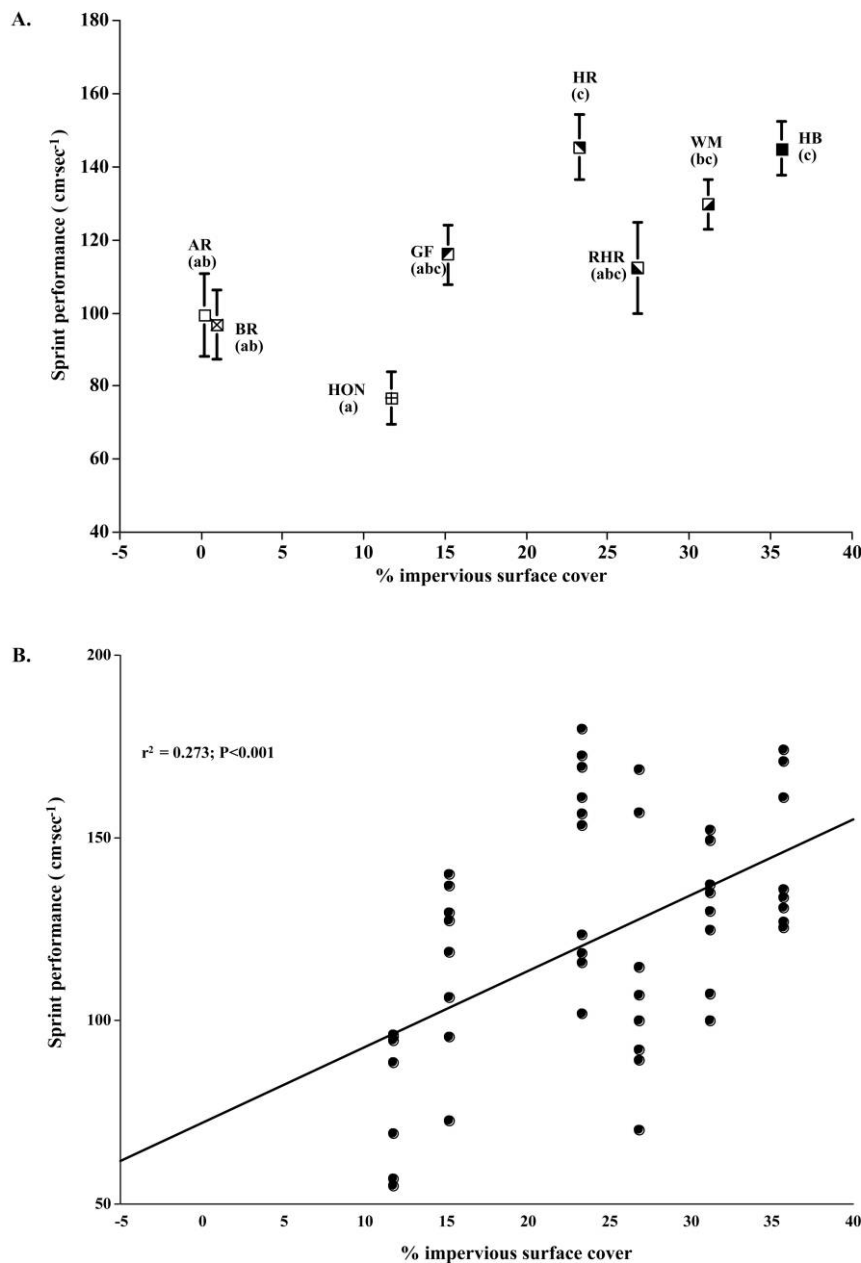 A.
Sprint performance ( cm·sec⁻¹)
180
160
140
120
100
80
60
40
AR
(ab)
BR
(ab)
HON
(a)
GF
(abc)
HR
(c)
RHR
(abc)
WM
(bc)
HB
(c)
-5 0 5 10 15 20 25 30 35 40
% impervious surface cover
B.
Sprint performance ( cm·sec⁻¹)
200
150
100
50
r² = 0.273; P<0.001
-5 0 5 10 15 20 25 30 35 40
% impervious surface cover